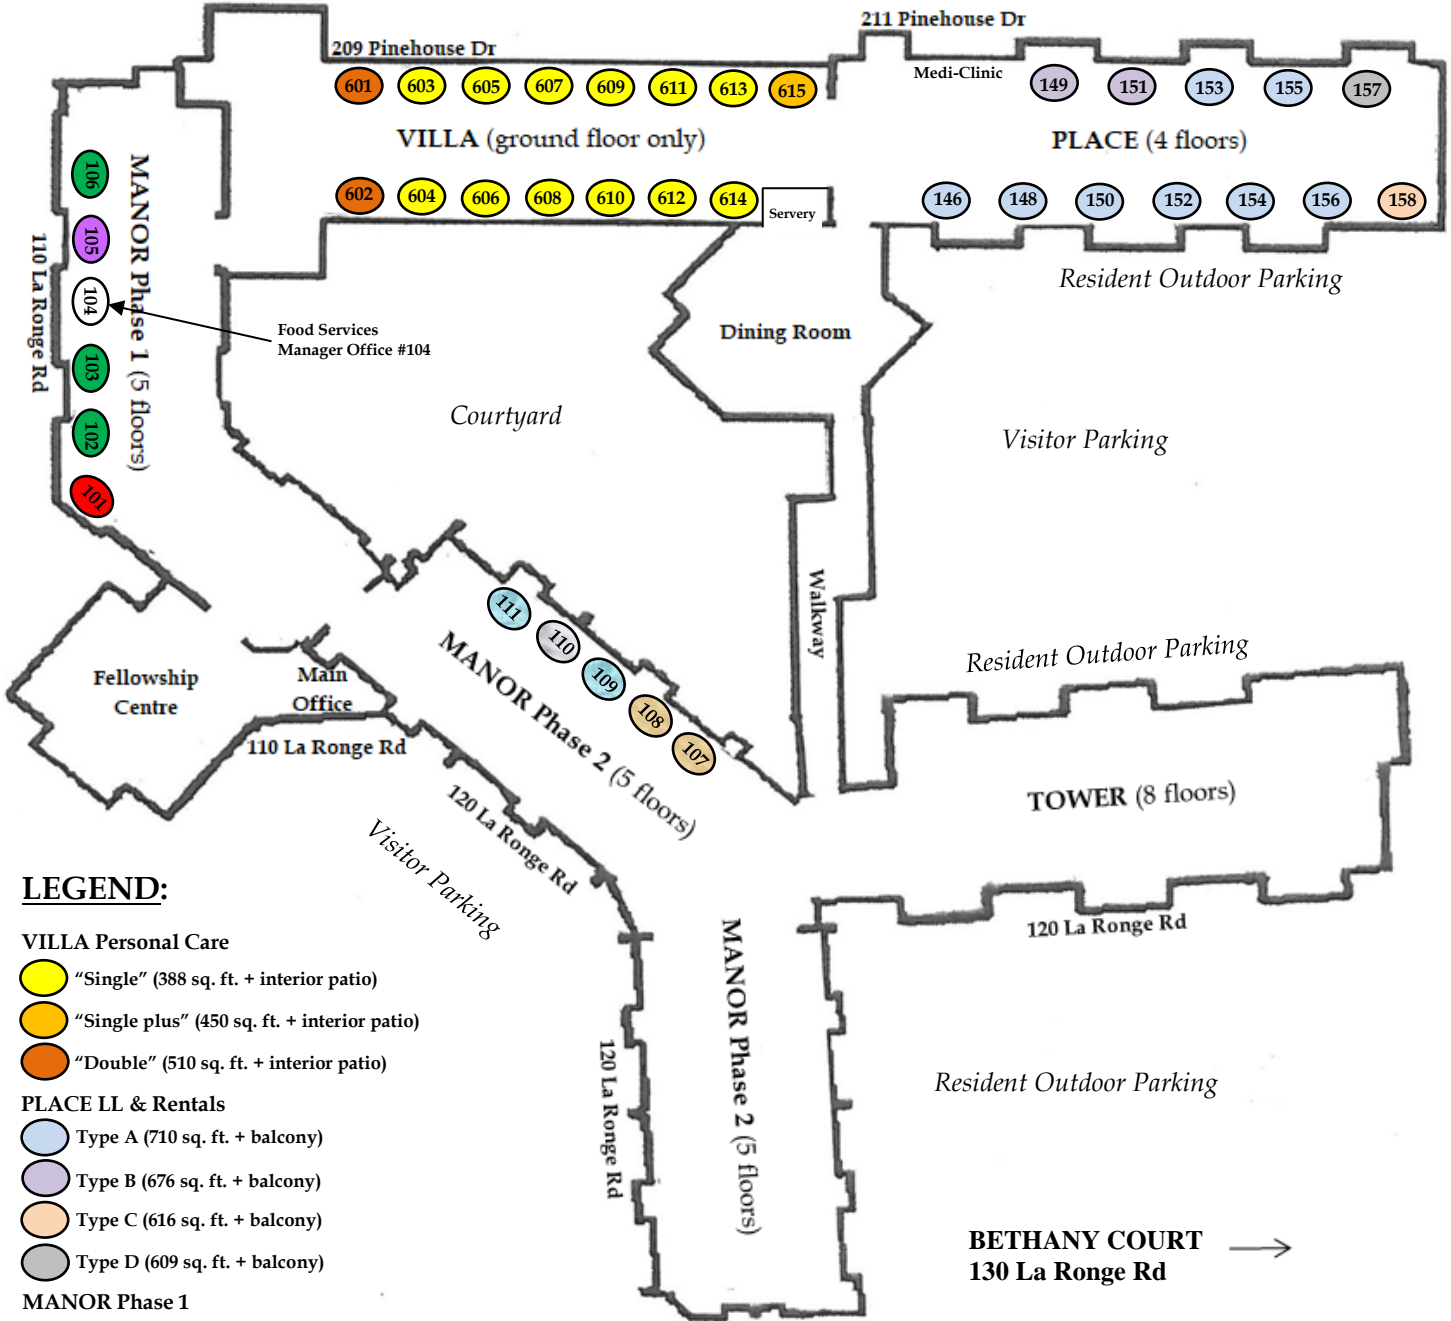 211 Pinehouse Dr
209 Pinehouse Dr
Medi-Clinic
601 603 605 607 609 611 613 615
149 151 153 155 157
VILLA (ground floor only)
PLACE (4 floors)
602 604 606 608 610 612 614
Servery
146 148 150 152 154 156 158
Resident Outdoor Parking
106
105
104
103
102
101
MANOR Phase 1 (5 floors)
110 La Ronge Rd
Food Services
Manager Office #104
Dining Room
Courtyard
Visitor Parking
Walkway
111
110
109
108
107
MANOR Phase 2 (5 floors)
Resident Outdoor Parking
Fellowship
Centre
Main
Office
110 La Ronge Rd
120 La Ronge Rd
Visitor Parking
TOWER (8 floors)
120 La Ronge Rd
MANOR Phase 2 (5 floors)
120 La Ronge Rd
Resident Outdoor Parking
BETHANY COURT
130 La Ronge Rd
LEGEND:
VILLA Personal Care
“Single” (388 sq. ft. + interior patio)
“Single plus” (450 sq. ft. + interior patio)
“Double” (510 sq. ft. + interior patio)
PLACE LL & Rentals
Type A (710 sq. ft. + balcony)
Type B (676 sq. ft. + balcony)
Type C (616 sq. ft. + balcony)
Type D (609 sq. ft. + balcony)
MANOR Phase 1